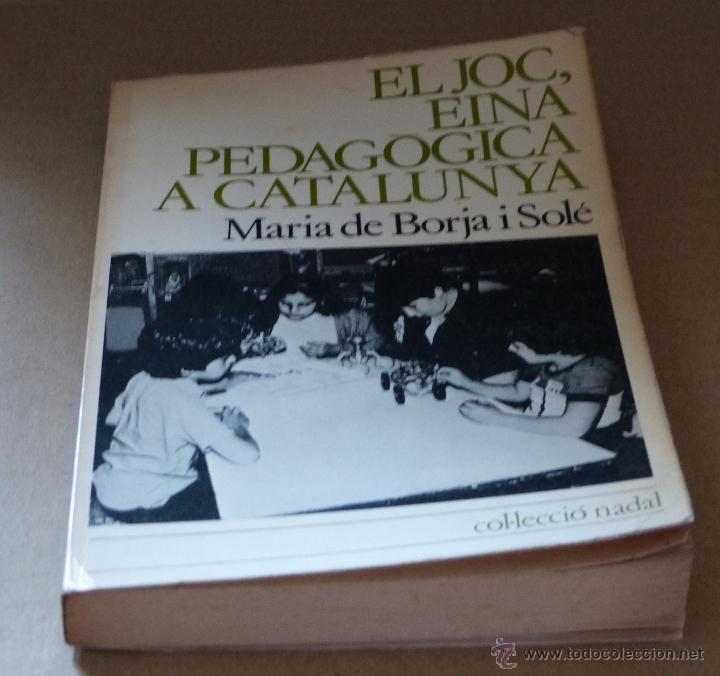 EL JOC,
EINA
PEDAGÒGICA
A CATALUNYA
Maria de Borja i Solé
col·lecció nadal
© www.todocoleccion.net